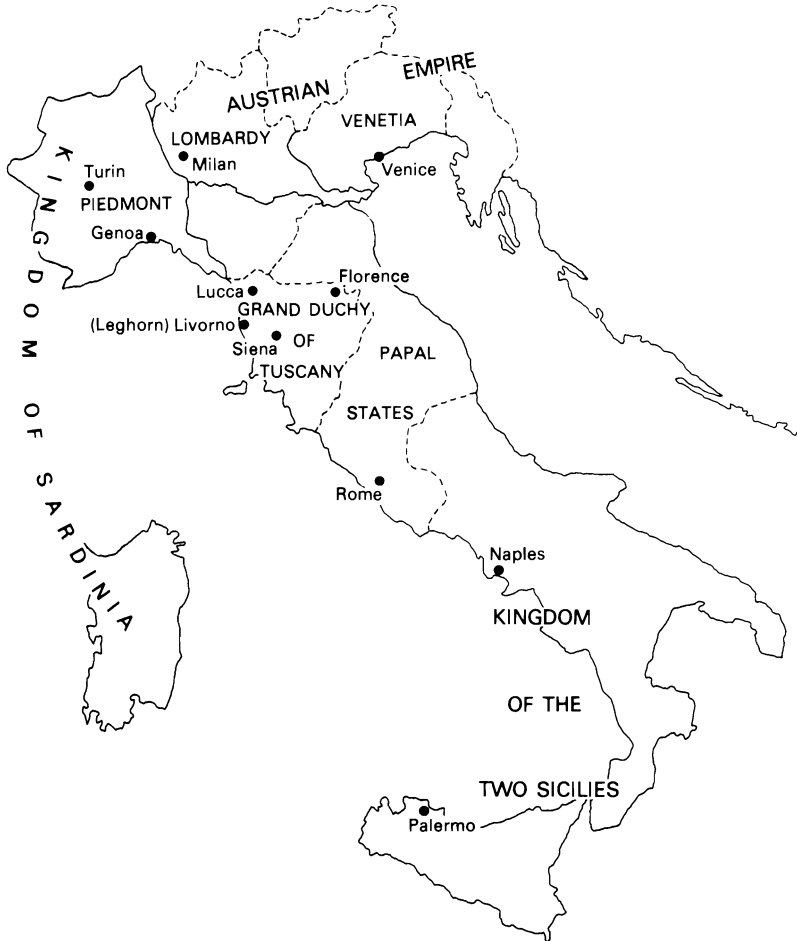 EMPIRE
AUSTRIAN
VENETIA
LOMBARDY
Milan
Venice
Turin
PIEDMONT
Genoa
KINGDOM OF SARDINIA
Florence
Lucca
GRAND DUCHY
(Leghorn) Livorno
OF
Siena
PAPAL
TUSCANY
STATES
Rome
Naples
KINGDOM
OF THE
TWO SICILIES
Palermo